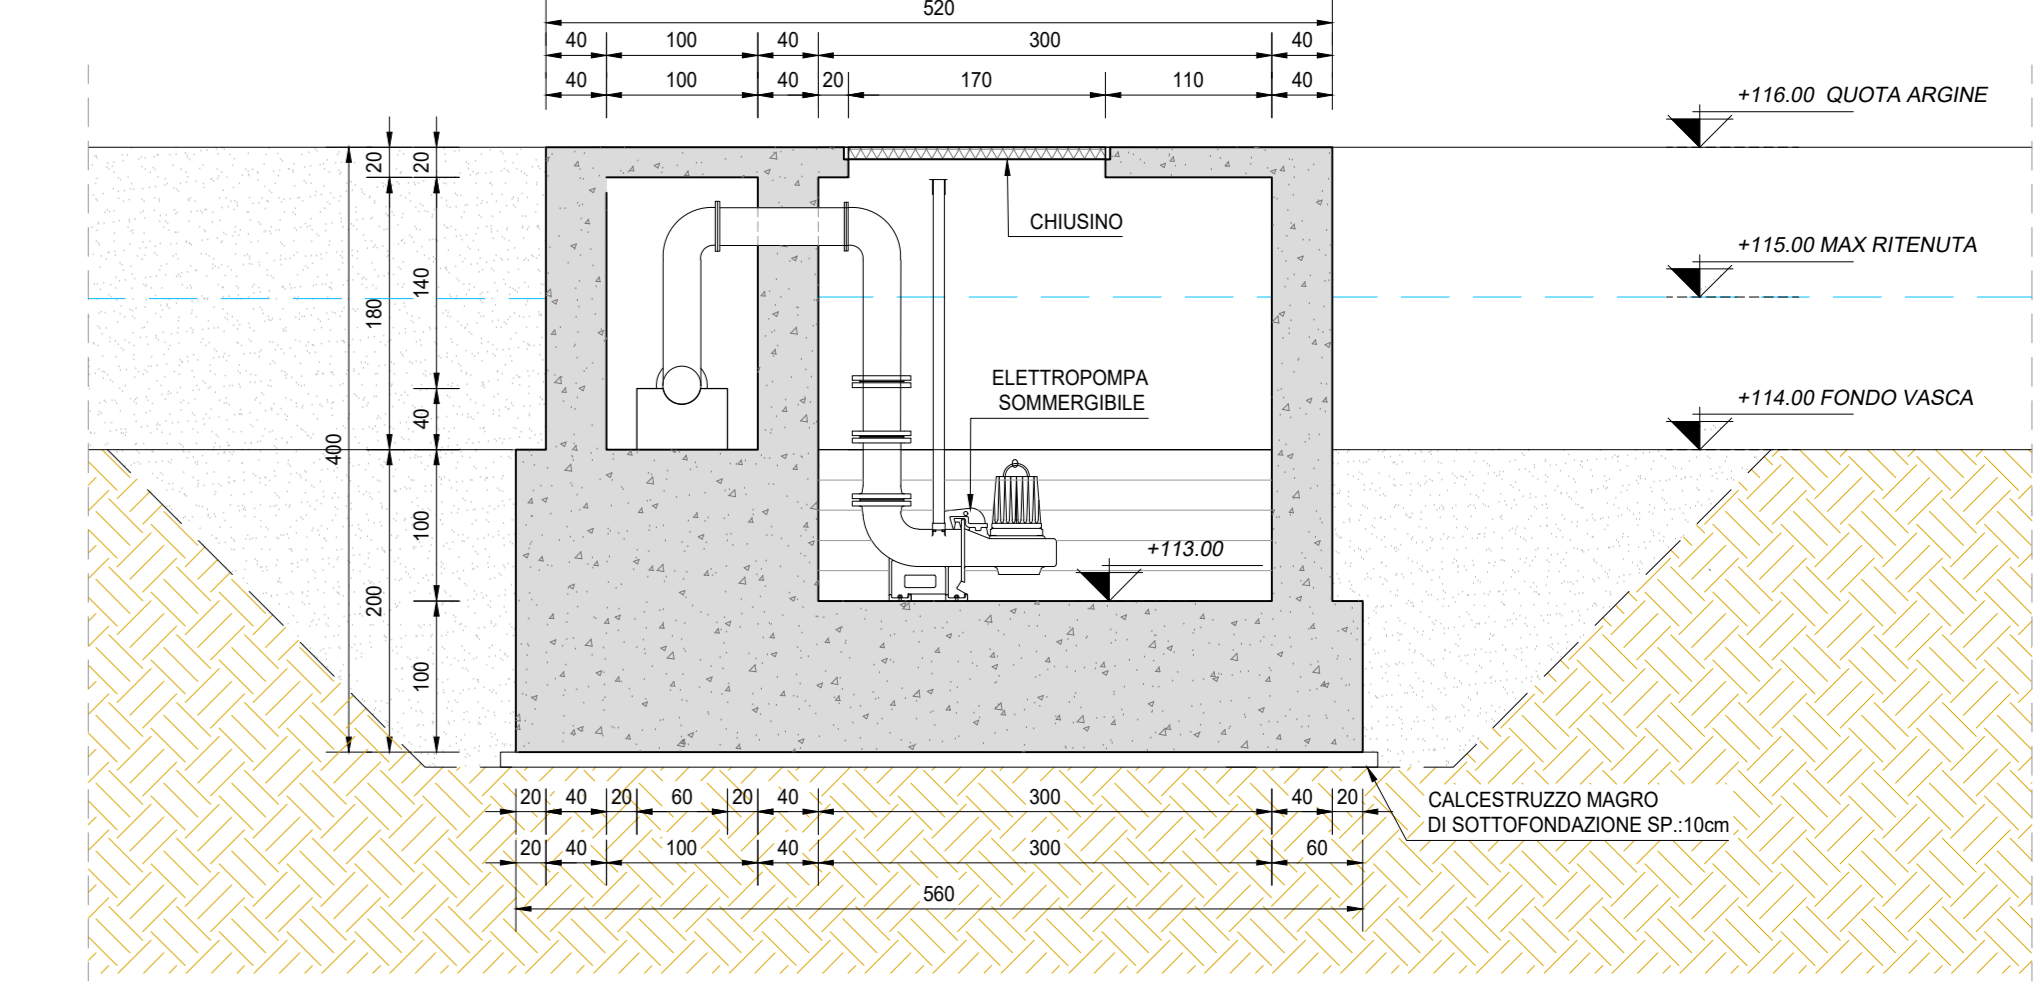 520
40 100 40 300 40
40 100 40 20 170 110 40
+116.00 QUOTA ARGINE
20 20
CHIUSINO
+115.00 MAX RITENUTA
140
180
ELETTROPOMPA
SOMMERGIBILE
+114.00 FONDO VASCA
40
400
100
+113.00
200
100
20 40 20 60 20 40 300 40 20
CALCESTRUZZO MAGRO
DI SOTTOFONDAZIONE SP.:10cm
20 40 100 40 300 60
560